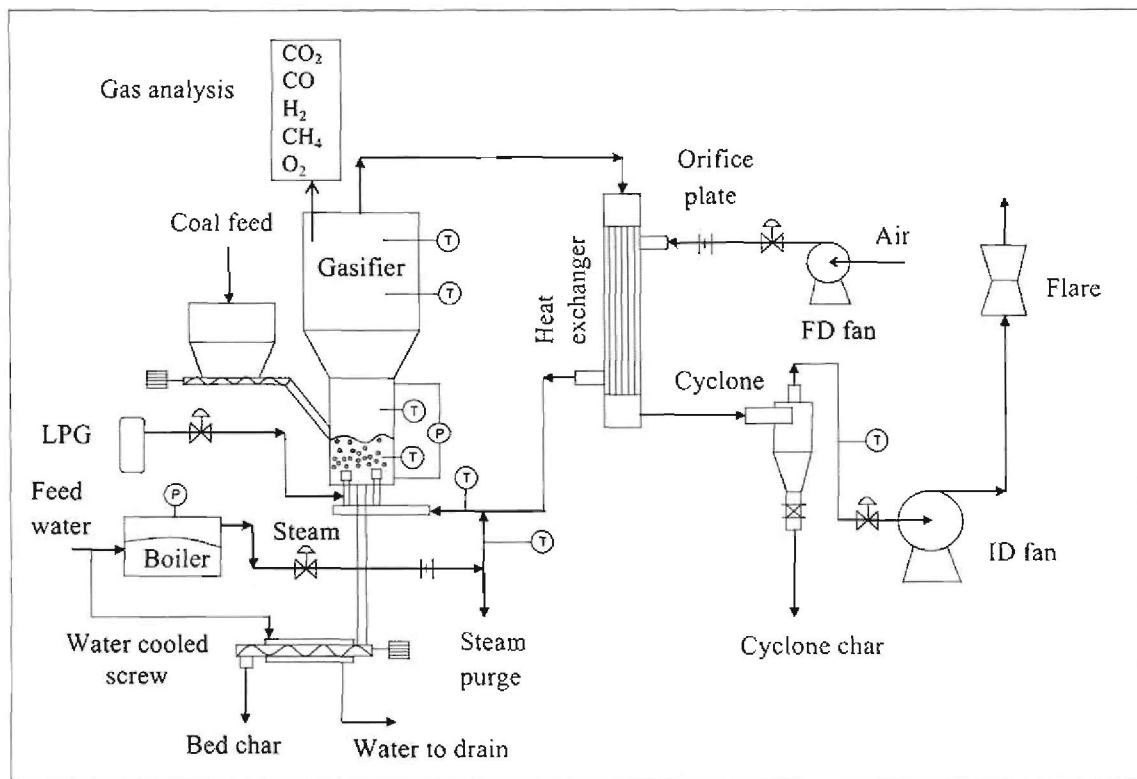 Gas analysis
CO₂
CO
H₂
CH₄
O₂
Coal feed
Gasifier
T
T
T
T
P
Heat
exchanger
Orifice
plate
Air
FD fan
Flare
Cyclone
T
ID fan
Cyclone char
LPG
Feed
water
P
Boiler
Steam
T
T
Steam
purge
Water cooled
screw
Bed char
Water to drain